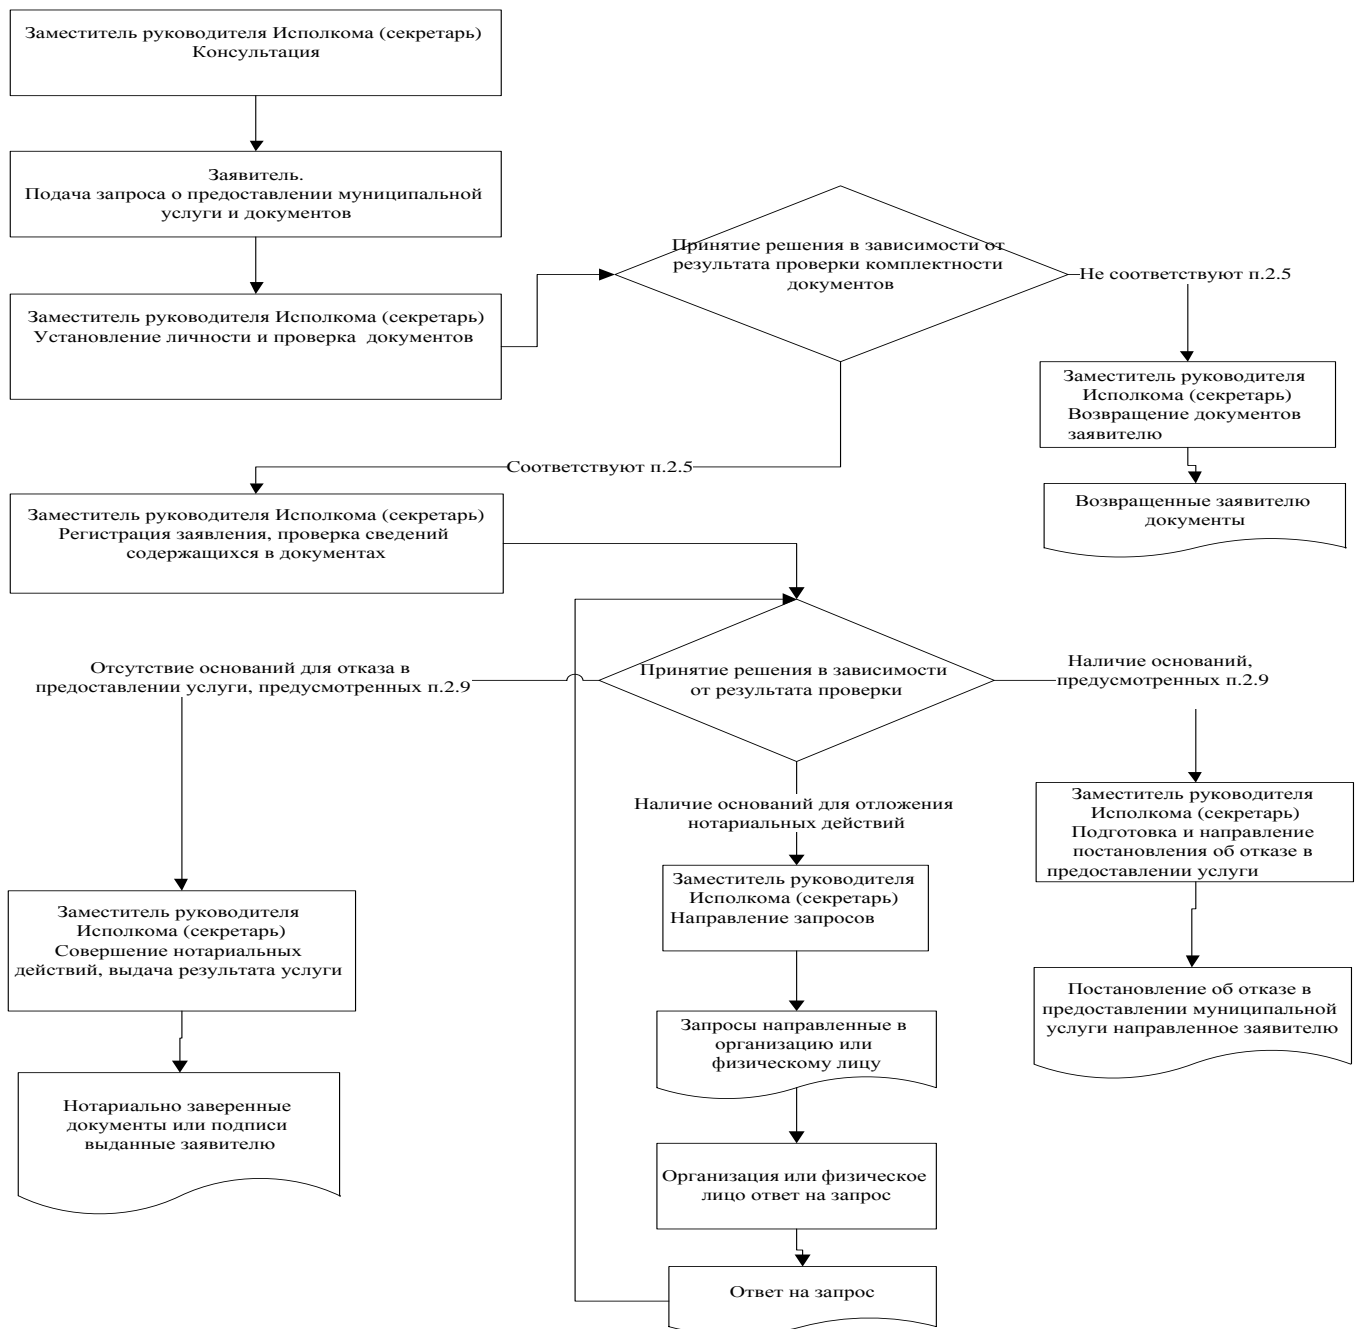 Заместитель руководителя Исполкома (секретарь)
Консультация
Заявитель.
Подача запроса о предоставлении муниципальной
услуги и документов
Заместитель руководителя Исполкома (секретарь)
Установление личности и проверка документов
Принятие решения в зависимости от
результата проверки комплектности
документов
Не соответствуют п.2.5
Заместитель руководителя
Исполкома (секретарь)
Возвращение документов
заявителю
Возвращенные заявителю
документы
Соответствуют п.2.5
Заместитель руководителя Исполкома (секретарь)
Регистрация заявления, проверка сведений
содержащихся в документах
Принятие решения в зависимости
от результата проверки
Отсутствие оснований для отказа в
предоставлении услуги, предусмотренных п.2.9
Наличие оснований,
предусмотренных п.2.9
Наличие оснований для отложения
нотариальных действий
Заместитель руководителя
Исполкома (секретарь)
Совершение нотариальных
действий, выдача результата услуги
Нотариально заверенные
документы или подписи
выданные заявителю
Заместитель руководителя
Исполкома (секретарь)
Направление запросов
Запросы направленные в
организацию или
физическому лицу
Организация или физическое
лицо ответ на запрос
Ответ на запрос
Заместитель руководителя
Исполкома (секретарь)
Подготовка и направление
постановления об отказе в
предоставлении услуги
Постановление об отказе в
предоставлении муниципальной
услуги направленное заявителю